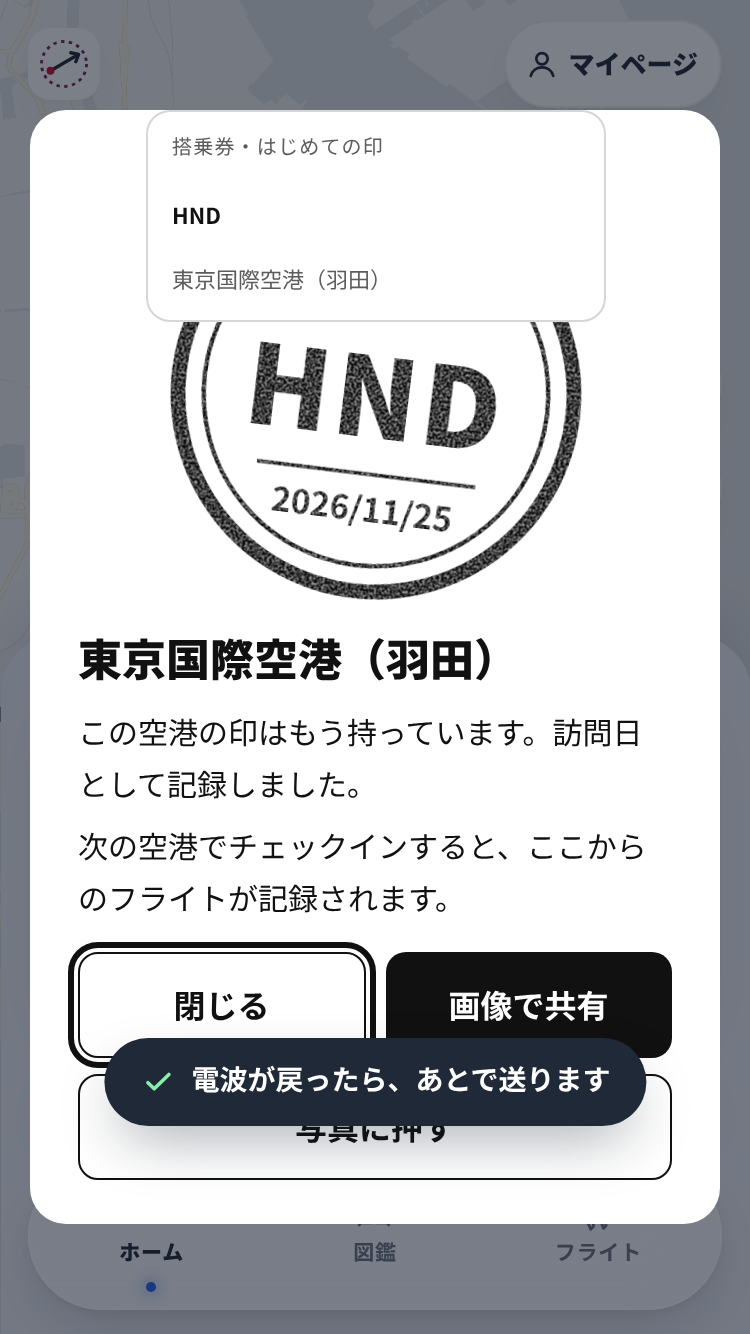 マイページ
搭乗券・はじめての印
HND
東京国際空港（羽田）
HND
2026/11/25
東京国際空港（羽田）
この空港の印はもう持っています。訪問日
として記録しました。
次の空港でチェックインすると、ここから
のフライトが記録されます。
閉じる
画像で共有
電波が戻ったら、あとで送ります
写真に押す
ホーム
図鑑
フライト